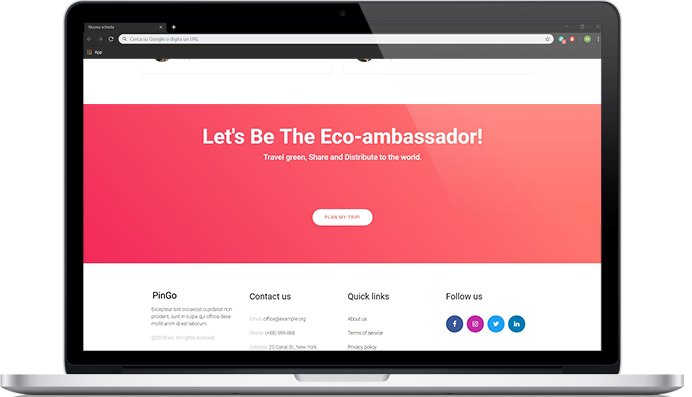 Nuova scheda
Cerca su Google o digita un URL
App
Let's Be The Eco-ambassador!
Travel green, Share and Distribute to the world.
PLAN MY TRIP!
PinGo
Excepteur sint occaecat cupidatat non
proident, sunt in culpa qui officia dese
mollit anim id est laborum.
@2019 All rights reserved.
Contact us
Email: office@example.org
Phone: (+88) 999 888
Address: 25 Canal St., New York
Quick links
About us
Terms of service
Privacy policy
Follow us